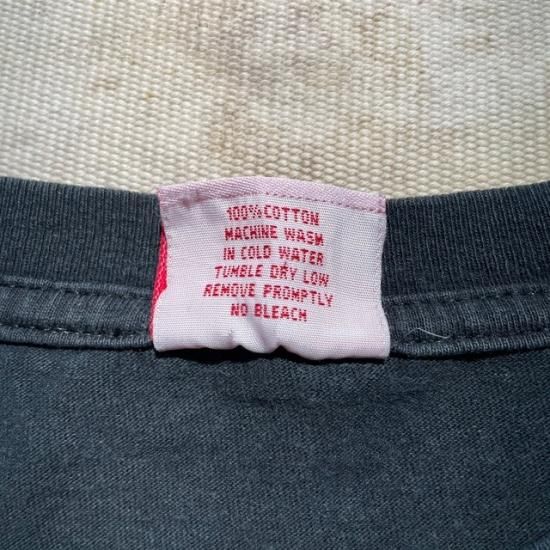 100% COTTON
MACHINE WASH
IN COLD WATER
TUMBLE DRY LOW
REMOVE PROMPTLY
NO BLEACH